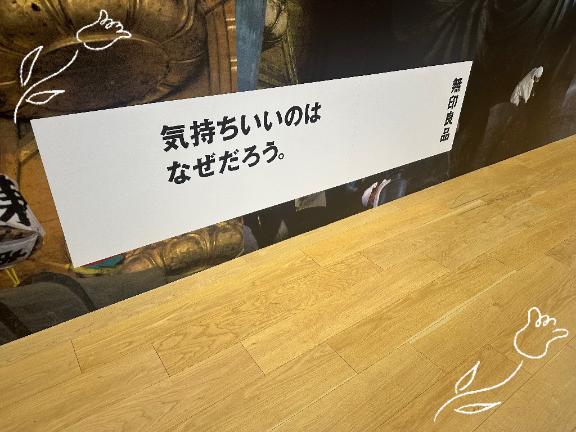 気持ちいいのは
なぜだろう。
無印良品